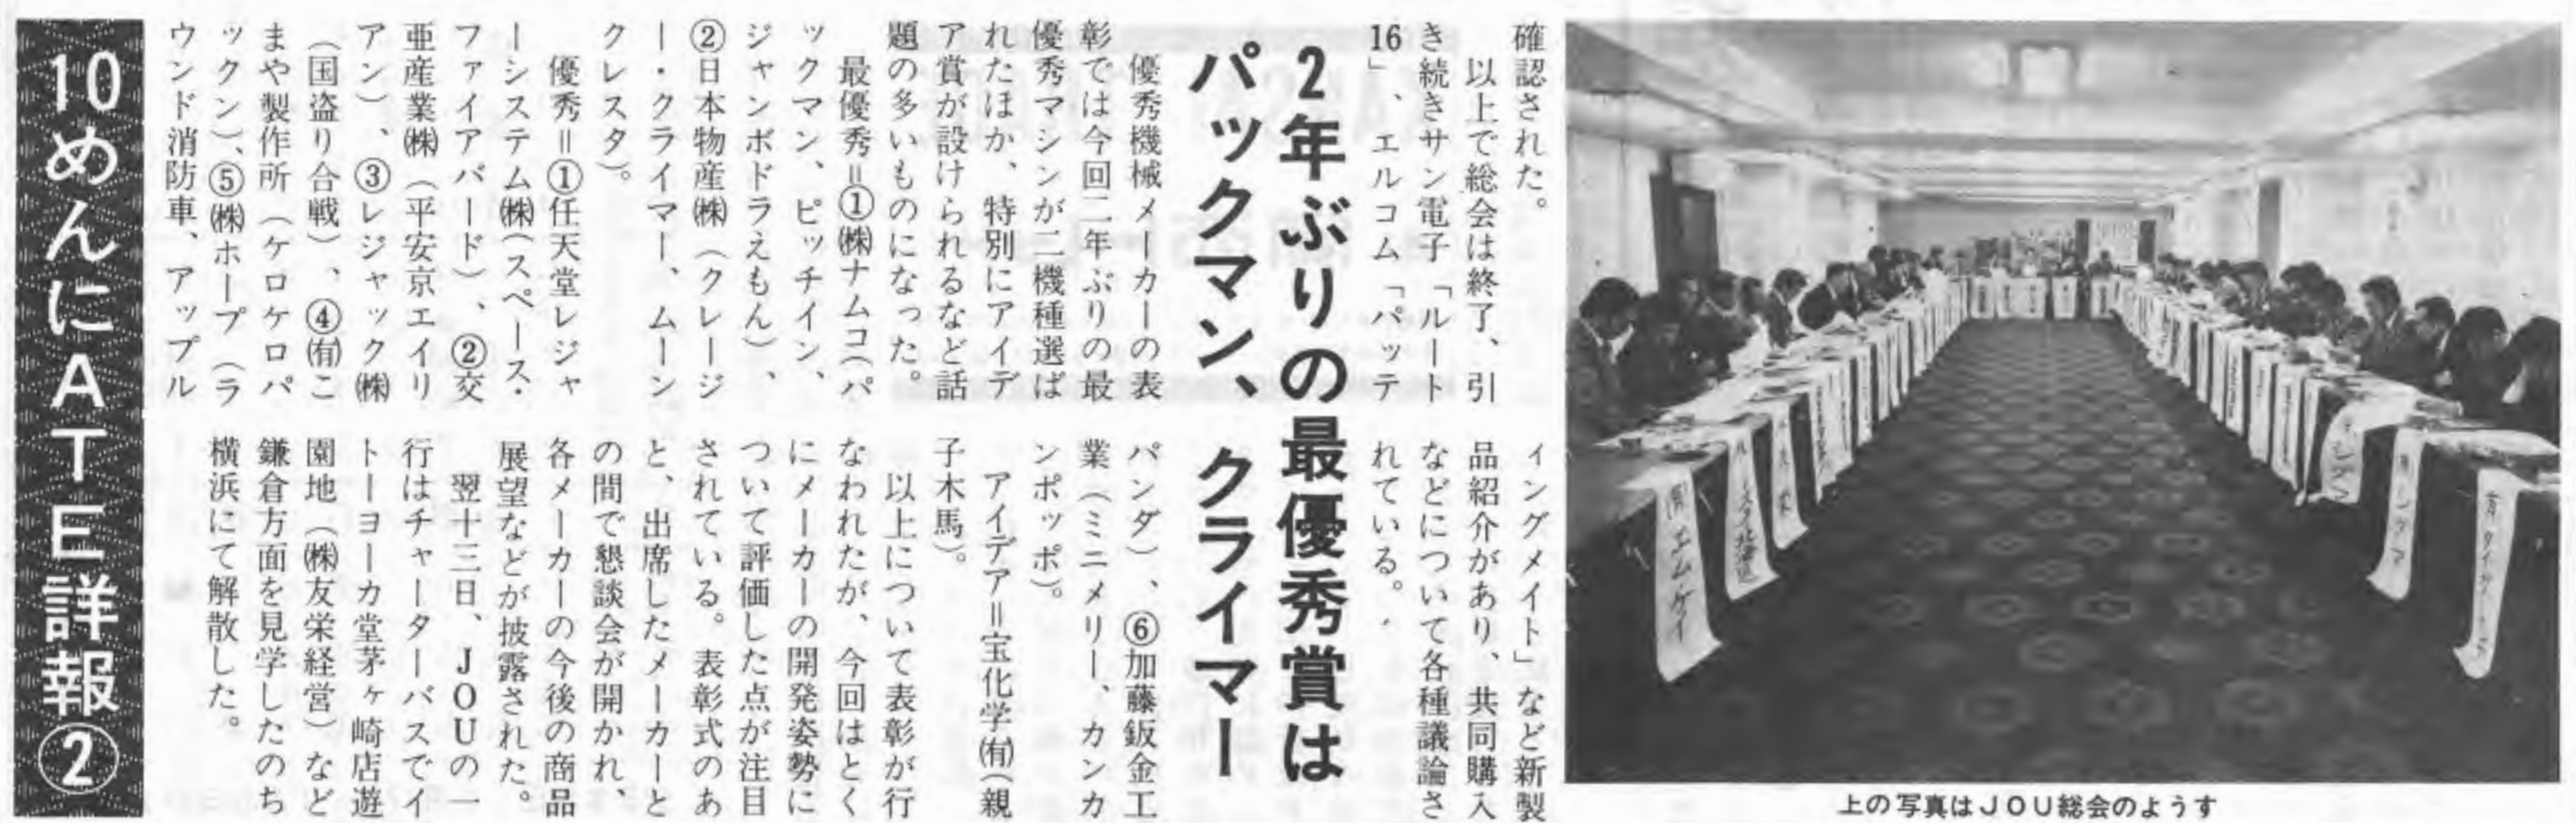 確認された。
以上で総会は終了、引
き続きサン電子「ルート
16」、エルコム「パッテ
ィングメイト」など新製
品紹介があり、共同購入
などについて各種議論さ
れている。
2年ぶりの最優秀賞は
パックマン、クライマー
優秀機械メーカーの表
彰では今回二年ぶりの最
優秀マシンが二機種選ば
れたほか、特別にアイデ
ア賞が設けられるなど話
題の多いものになった。
最優秀=①㈱ナムコ(パ
ックマン、ピッチイン、
ジャンボドラえもん)、
②日本物産㈱(クレージ
ー・クライマー、ムーン
クレスタ)。
優秀=①任天堂レジャ
ーシステム㈱(スペース・
ファイアバード)、②交
亜産業㈱(平安京エイリ
アン)、③レジャック㈱
(国盗り合戦)、④㈲こ
まや製作所(ケロケロパ
ックン)、⑤㈱ホープ(ラ
ウンド消防車、アップル
パンダ)、⑥加藤鈑金工
業(ミニメリー、カンカ
ンポッポ)。
アイデア=宝化学㈲(親
子木馬)。
以上について表彰が行
なわれたが、今回はとく
にメーカーの開発姿勢に
ついて評価した点が注目
されている。表彰式のあ
と、出席したメーカーと
の間で懇談会が開かれ、
各メーカーの今後の商品
展望などが披露された。
翌十三日、JOUの一
行はチャーターバスでイ
トーヨーカ堂茅ヶ崎店遊
園地(㈱友栄経営)など
鎌倉方面を見学したのち
横浜にて解散した。
10めんにATE詳報②
上の写真はJOU総会のようす